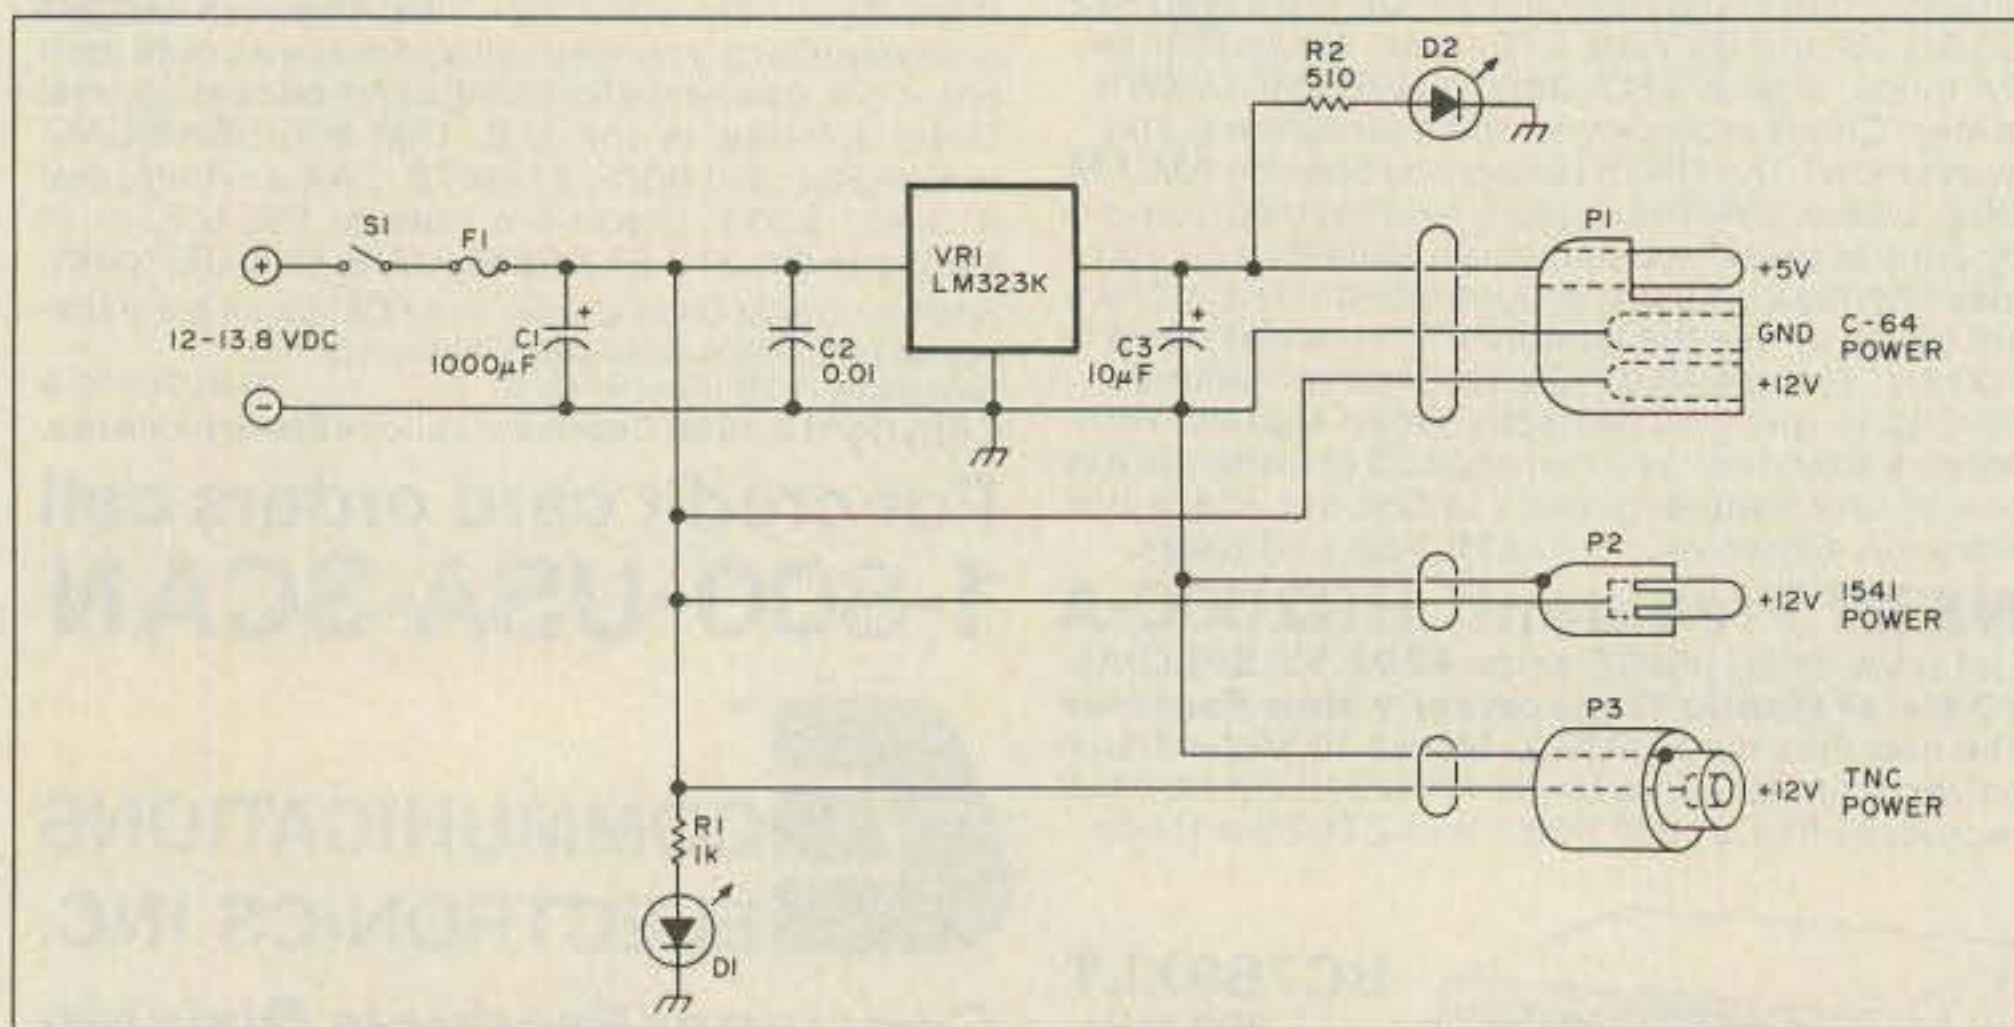 R2
510
D2
S1
F1
VR1
LM323K
P1
+5V
12-13.8 VDC
C1
+
1000µF
C2
0.01
C3
+
10µF
GND
C-64
POWER
+12V
P2
+12V
1541
POWER
P3
+12V
TNC
POWER
R1
1k
D1
+
−